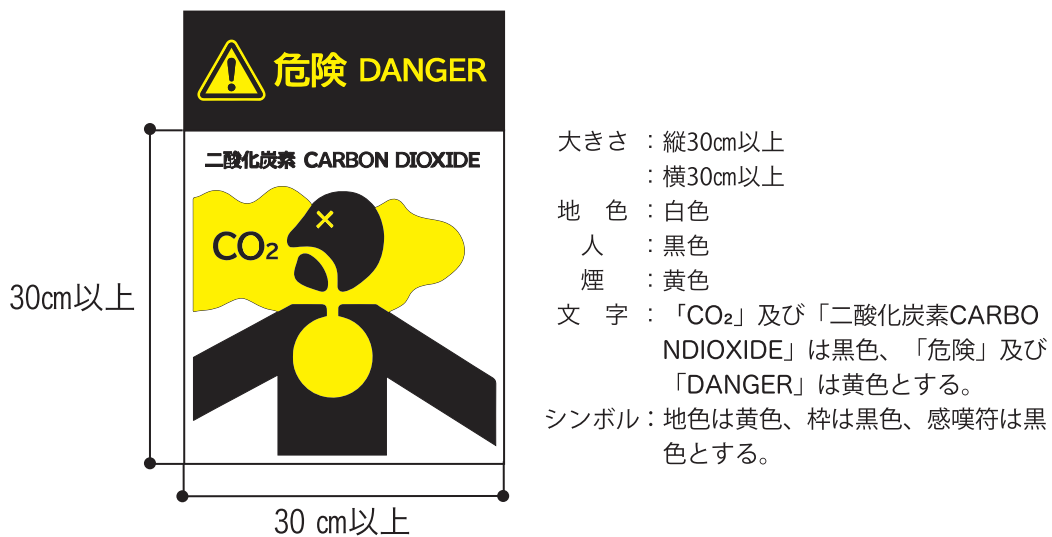 危険 DANGER
二酸化炭素 CARBON DIOXIDE
CO₂
30㎝以上
30 ㎝以上
大きさ：縦30㎝以上
：横30㎝以上
地　色：白色
人　：黒色
煙　：黄色
文　字：「CO₂」及び「二酸化炭素CARBO
NDIOXIDE」は黒色、「危険」及び
「DANGER」は黄色とする。
シンボル：地色は黄色、枠は黒色、感嘆符は黒
色とする。